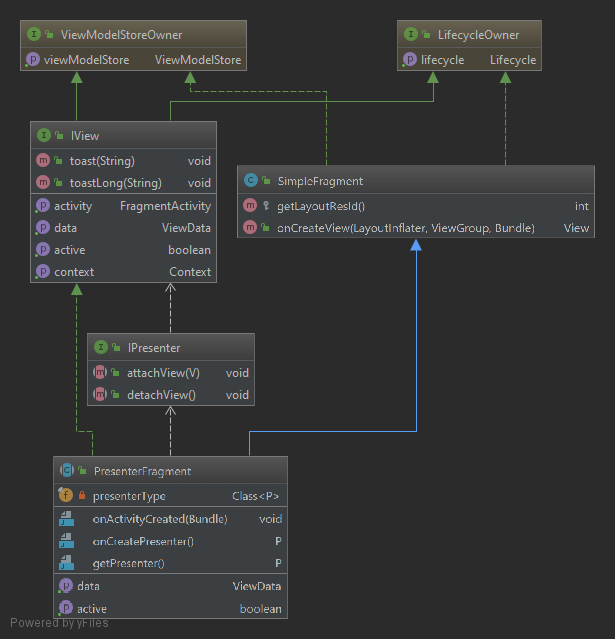 I ViewModelStoreOwner
p viewModelStore ViewModelStore
I LifecycleOwner
p lifecycle Lifecycle
I IView
m toast(String) void
m toastLong(String) void
p activity FragmentActivity
p data ViewData
p active boolean
p context Context
C SimpleFragment
m getLayoutResId() int
m onCreateView(LayoutInflater, ViewGroup, Bundle) View
I IPresenter
m attachView(V) void
m detachView() void
C PresenterFragment
f presenterType Class<P>
onActivityCreated(Bundle) void
onCreatePresenter() P
getPresenter() P
p data ViewData
p active boolean
Powered by yFiles